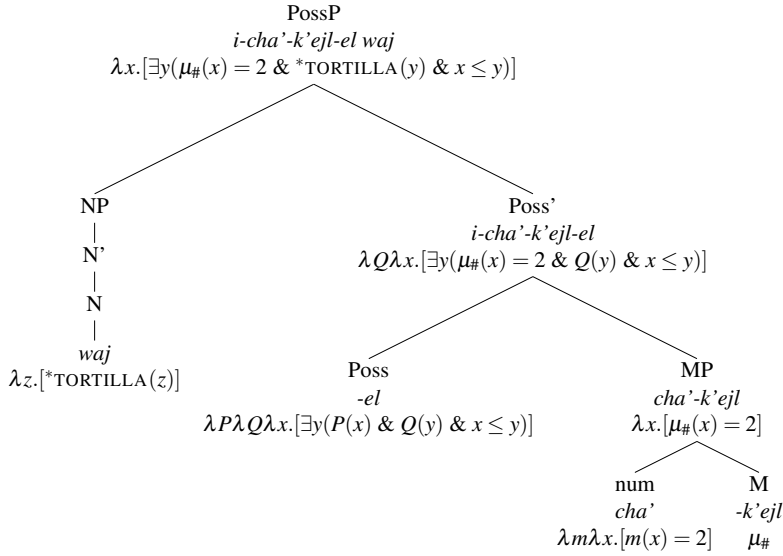 PossP
i-cha'-k'ejl-el waj
λx.[∃y(μ#(x) = 2 & *TORTILLA(y) & x ≤ y)]
NP Poss'
N' i-cha'-k'ejl-el
λQλx.[∃y(μ#(x) = 2 & Q(y) & x ≤ y)]
N
waj Poss MP
λz.[*TORTILLA(z)] -el cha'-k'ejl
λPλQλx.[∃y(P(x) & Q(y) & x ≤ y)] λx.[μ#(x) = 2]
num M
cha' -k'ejl
λmλx.[m(x) = 2] μ#